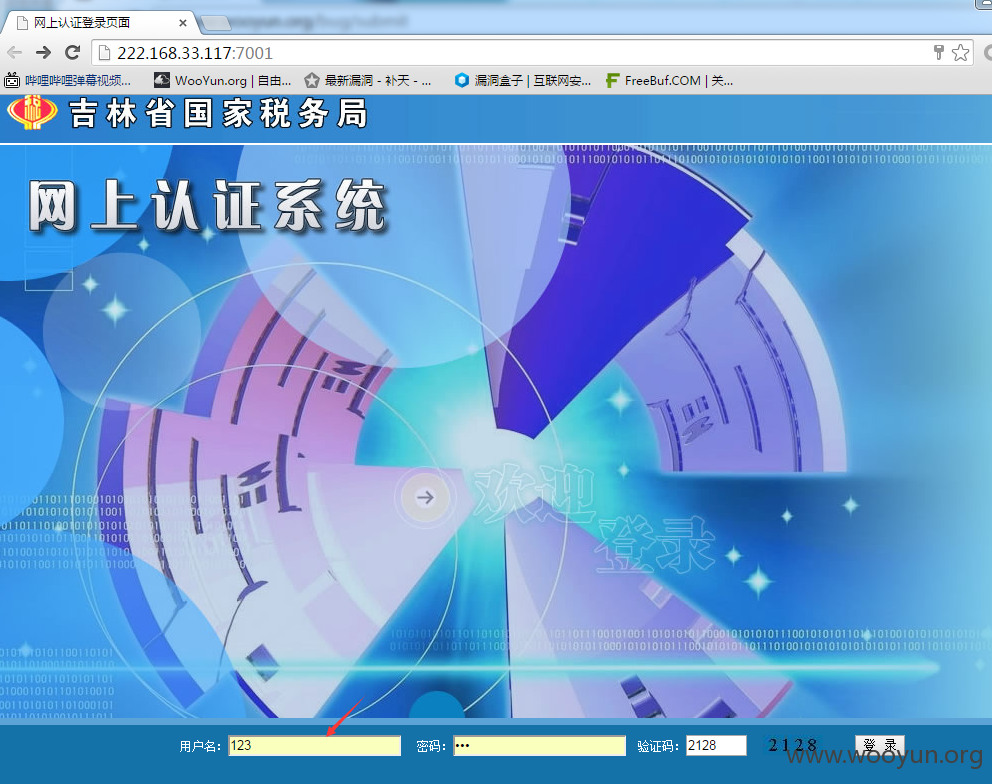 网上认证登录页面
wooyun.org/bug/submit
222.168.33.117:7001
哔哩哔哩弹幕视频... WooYun.org | 自由... 最新漏洞 - 补天 - ... 漏洞盒子 | 互联网安... FreeBuf.COM | 关...
吉林省国家税务局
网上认证系统
欢迎
登录
用户名: 123 密码: ••• 验证码: 2128 2128 登 录
www.wooyun.org